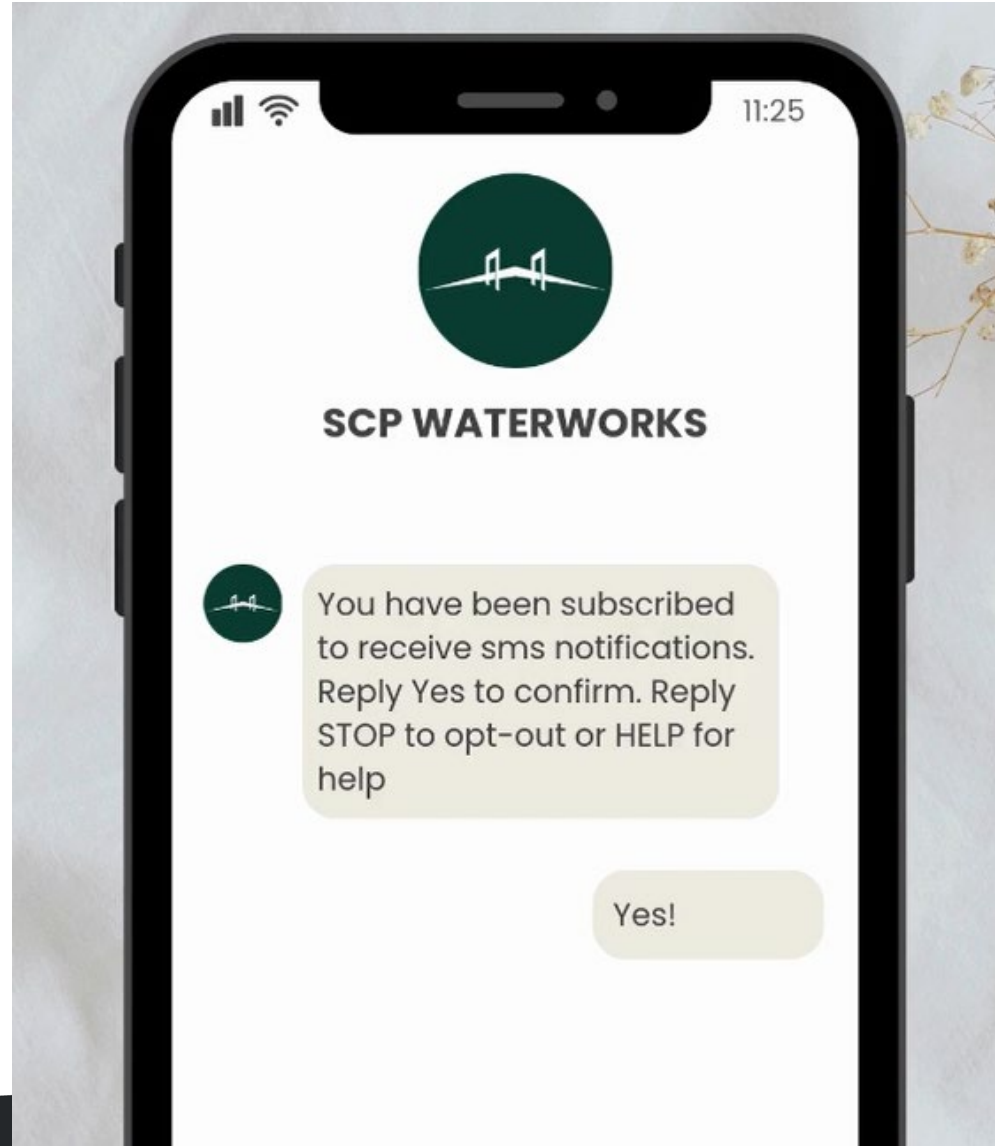 11:25
SCP WATERWORKS
You have been subscribed
to receive sms notifications.
Reply Yes to confirm. Reply
STOP to opt-out or HELP for
help
Yes!